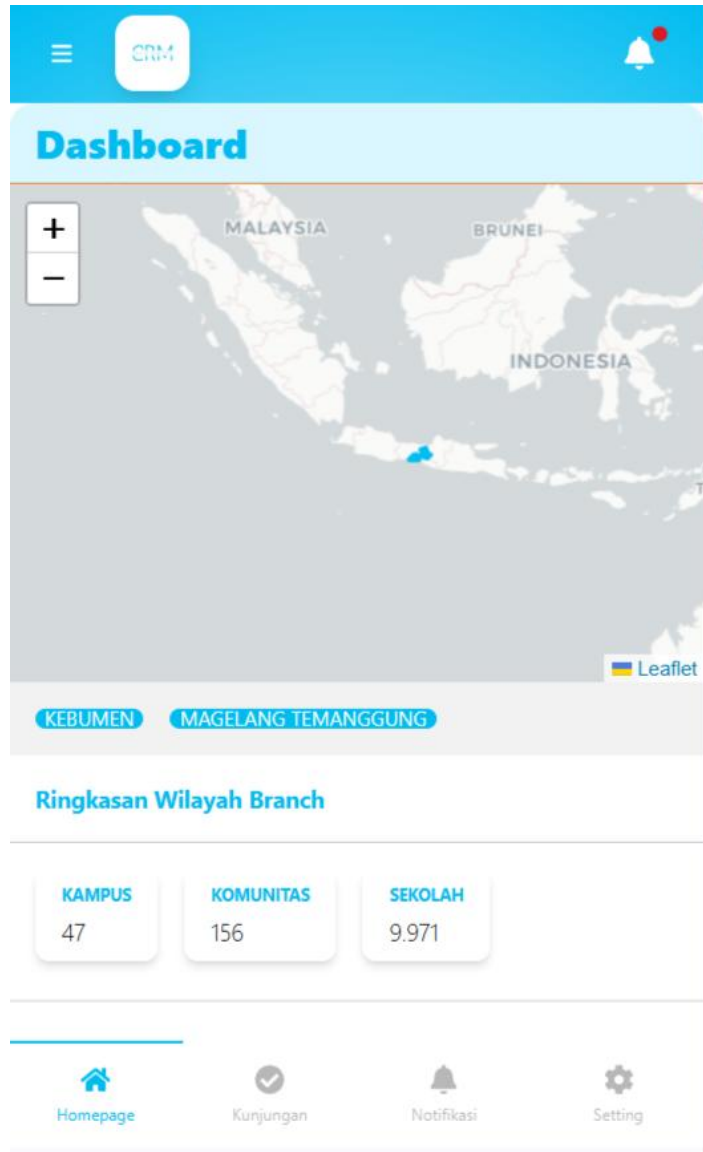 CRM
Dashboard
+
MALAYSIA
BRUNEI
−
INDONESIA
T
Leaflet
KEBUMEN MAGELANG TEMANGGUNG
Ringkasan Wilayah Branch
KAMPUS KOMUNITAS SEKOLAH
47 156 9.971
Homepage Kunjungan Notifikasi Setting